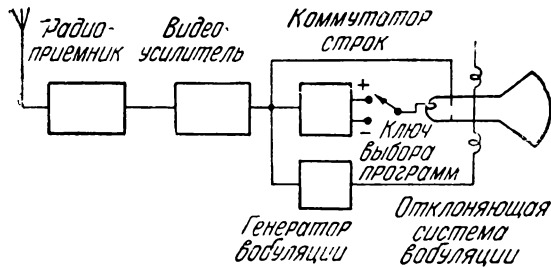 Радио-
приемник
Видео-
усилитель
Коммутатор
строк
+
−
Ключ
выбора
программ
Генератор
вобуляции
Отклоняющая
система
вобуляции